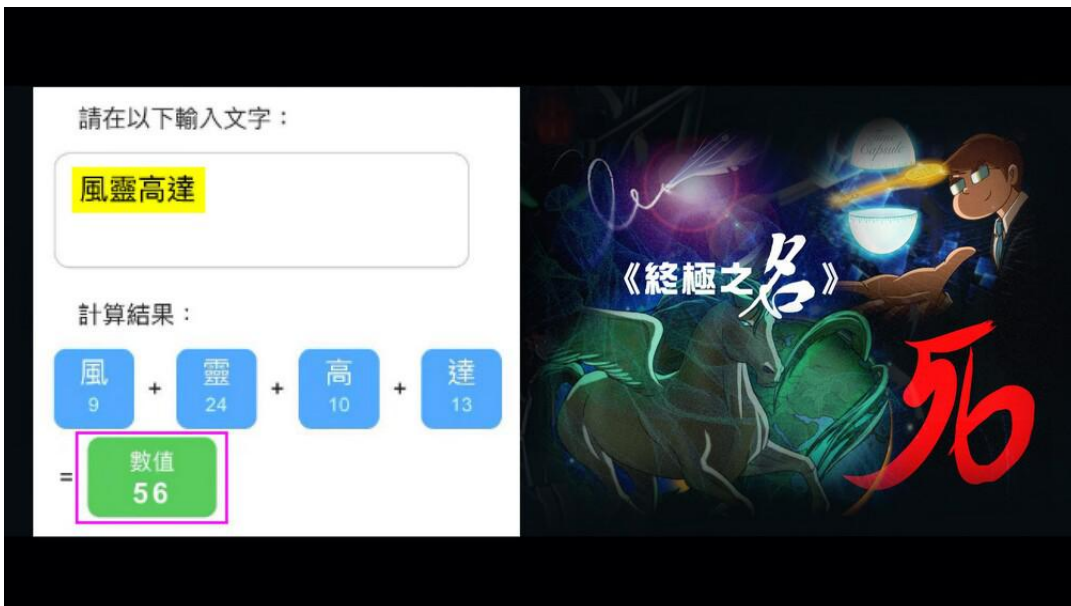 請在以下輸入文字：
風靈高達
計算結果：
風 + 靈 + 高 + 達
9 24 10 13
= 數值
56
Capsule
《終極之名》
56